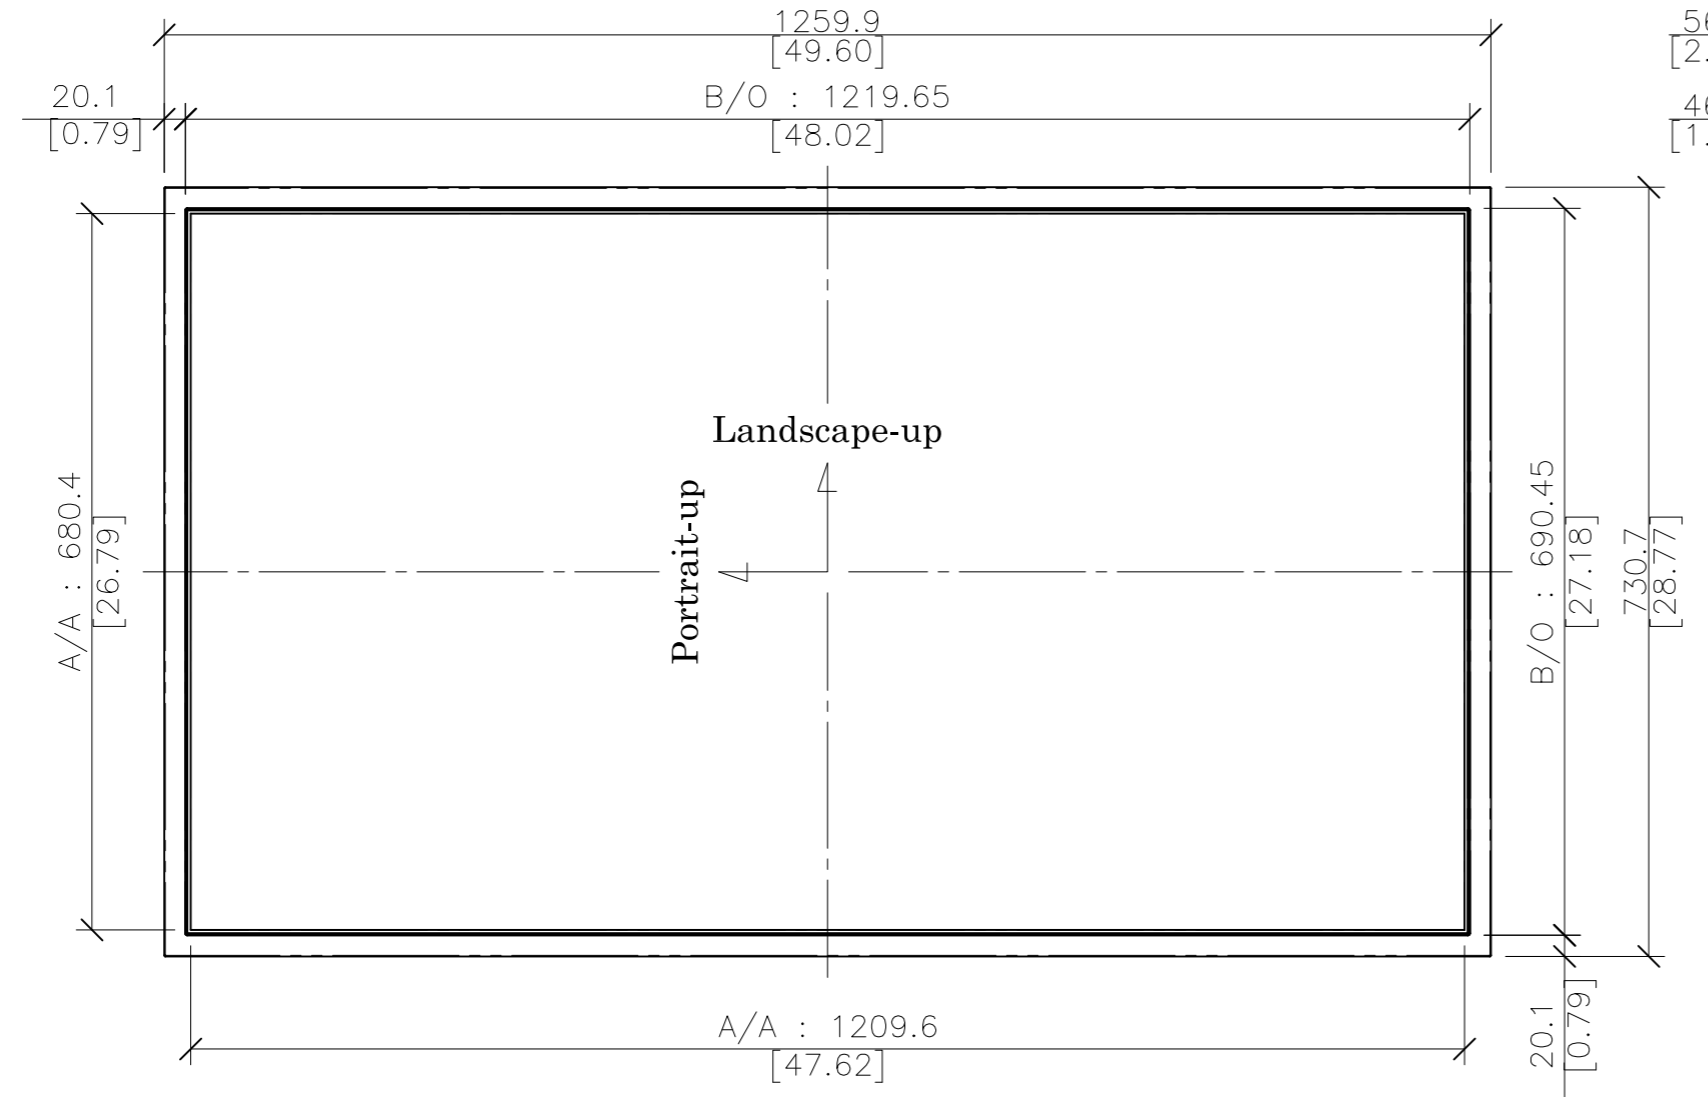 1259.9
[49.60]
20.1
[0.79]
B/O : 1219.65
[48.02]
Landscape-up
Portrait-up
A/A : 680.4
[26.79]
B/O : 690.45
[27.18]
730.7
[28.77]
A/A : 1209.6
[47.62]
20.1
[0.79]